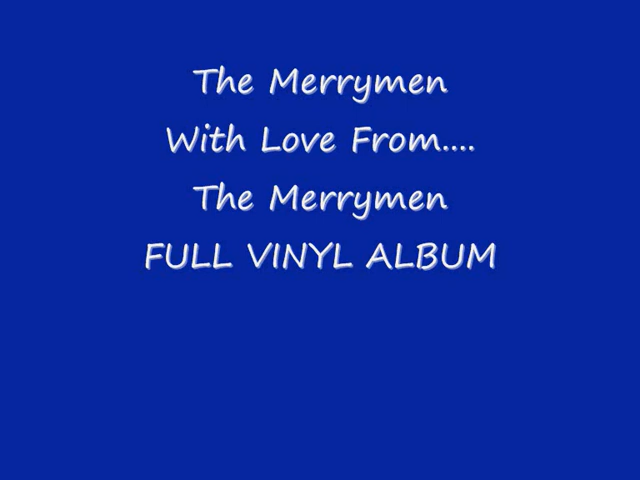 The Merrymen
With Love From....
The Merrymen
FULL VINYL ALBUM